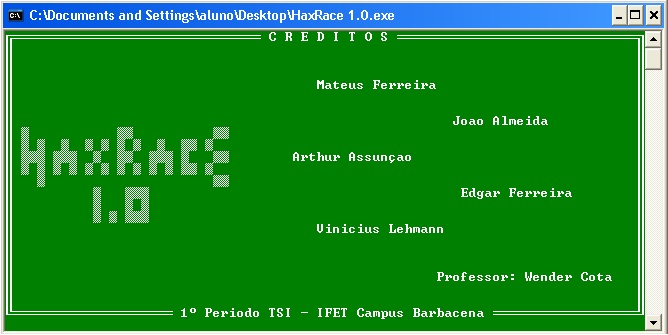 C:\Documents and Settings\aluno\Desktop\HaxRace 1.0.exe
C R E D I T O S
Mateus Ferreira
Joao Almeida
HAXRACE
Arthur Assunçao
1.0
Edgar Ferreira
Vinicius Lehmann
Professor: Wender Cota
1º Periodo TSI - IFET Campus Barbacena